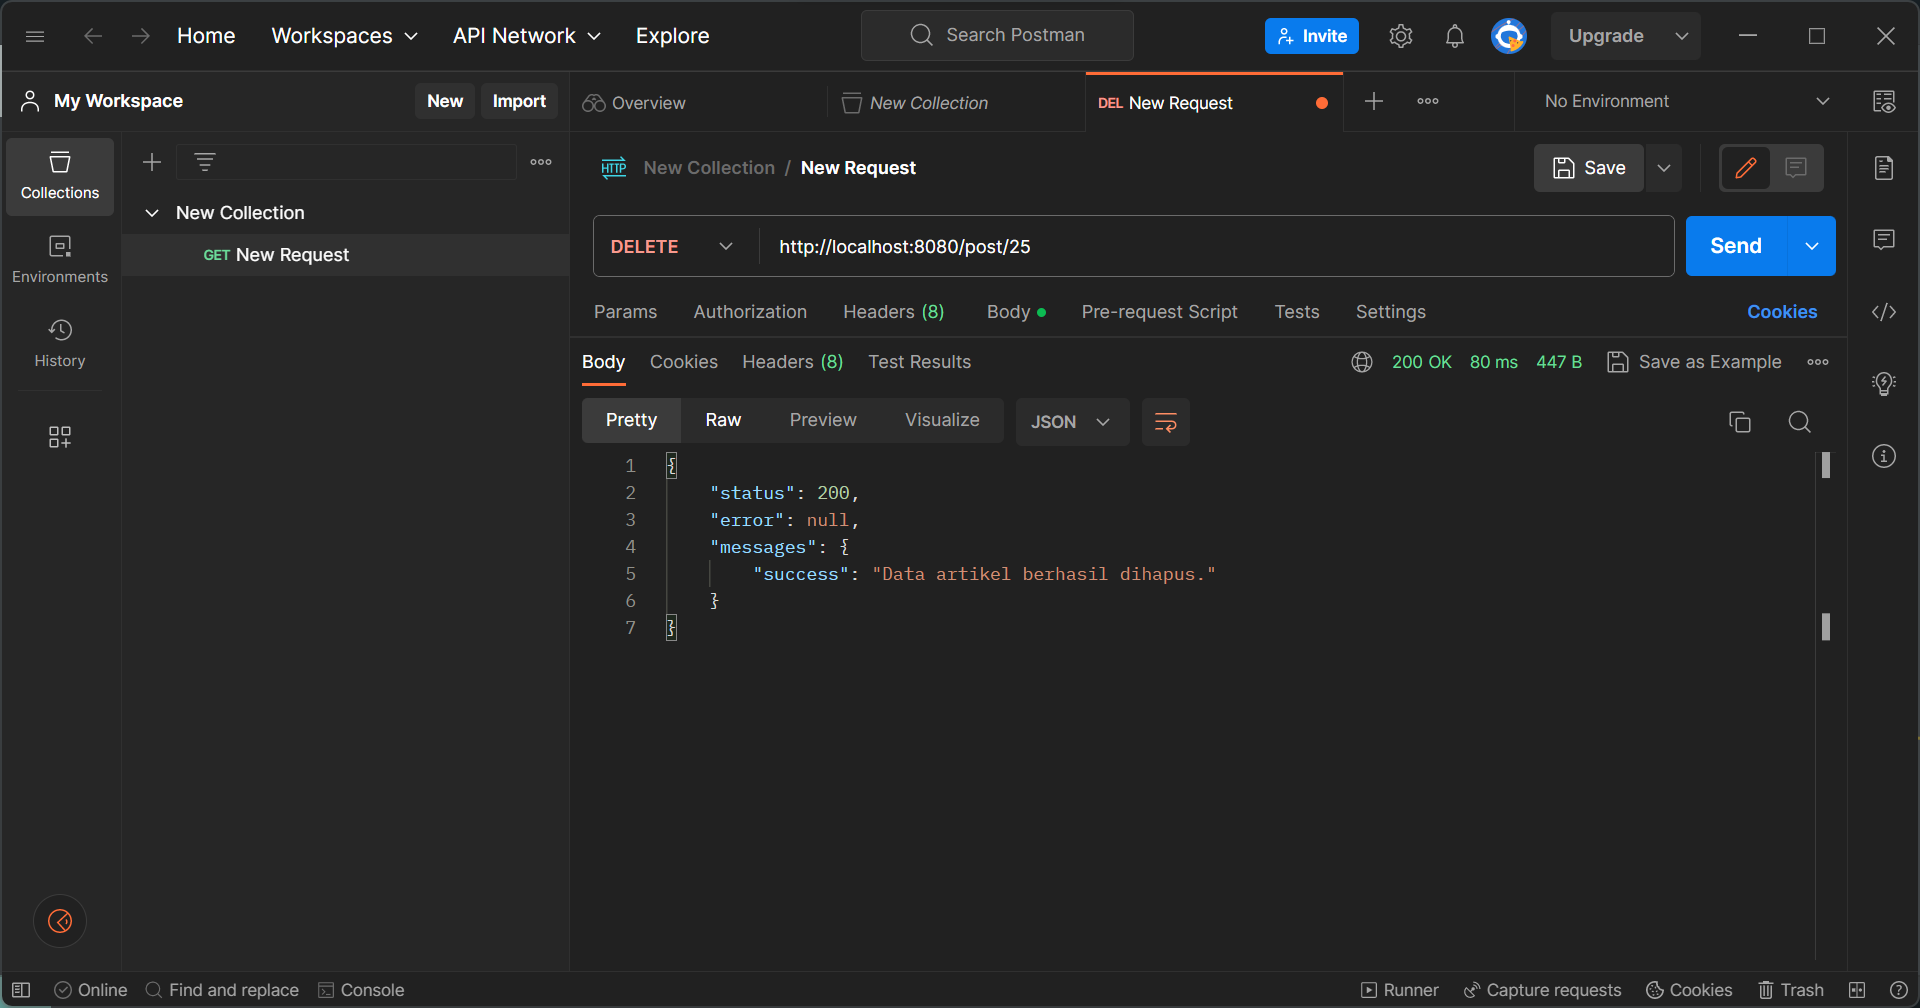 Home Workspaces API Network Explore Search Postman Invite Upgrade
My Workspace New Import Overview New Collection DEL New Request No Environment
Collections
Environments
History
New Collection
GET New Request
HTTP New Collection / New Request Save
DELETE http://localhost:8080/post/25 Send
Params Authorization Headers (8) Body Pre-request Script Tests Settings Cookies
Body Cookies Headers (8) Test Results 200 OK 80 ms 447 B Save as Example
Pretty Raw Preview Visualize JSON
1 {
2 "status": 200,
3 "error": null,
4 "messages": {
5 "success": "Data artikel berhasil dihapus."
6 }
7 }
Online Find and replace Console Runner Capture requests Cookies Trash